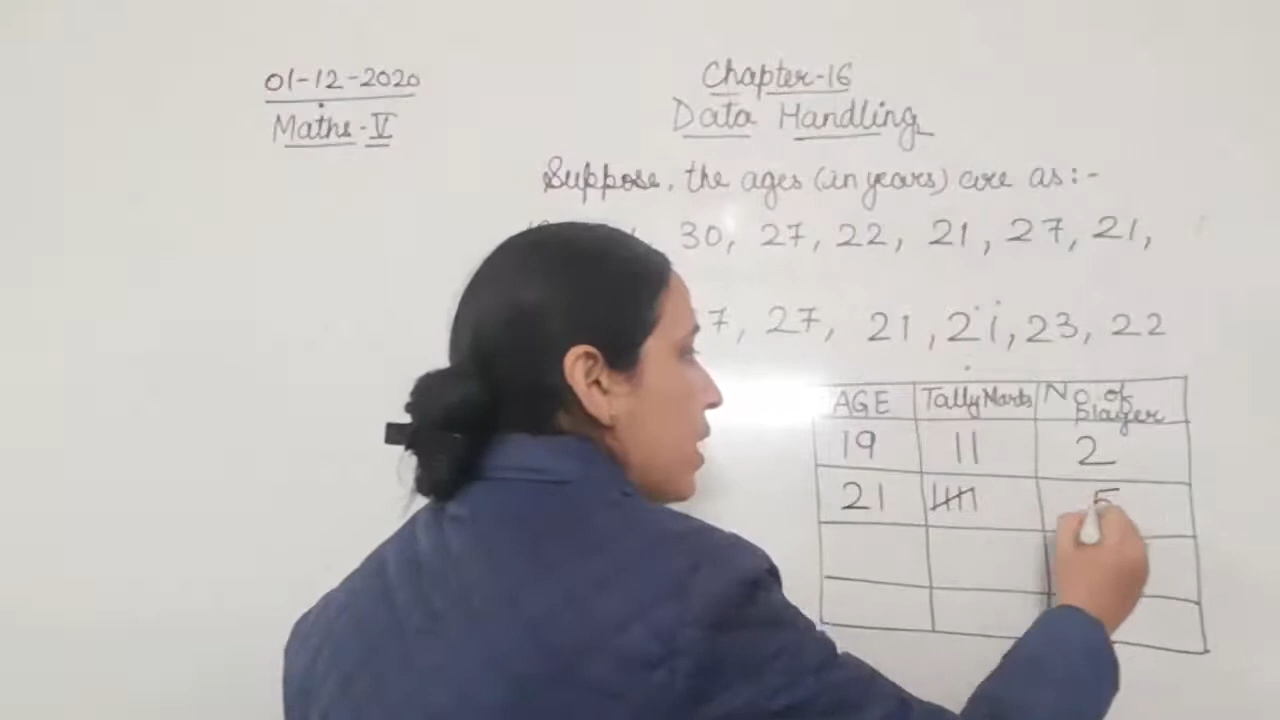 01-12-2020
Maths-V
Chapter-16
Data Handling
Suppose, the ages (in years) are as:-
30, 27, 22, 21, 27, 21,
7, 27, 21, 21, 23, 22
AGE Tally Marks No. of Player
19 || 2
21 5